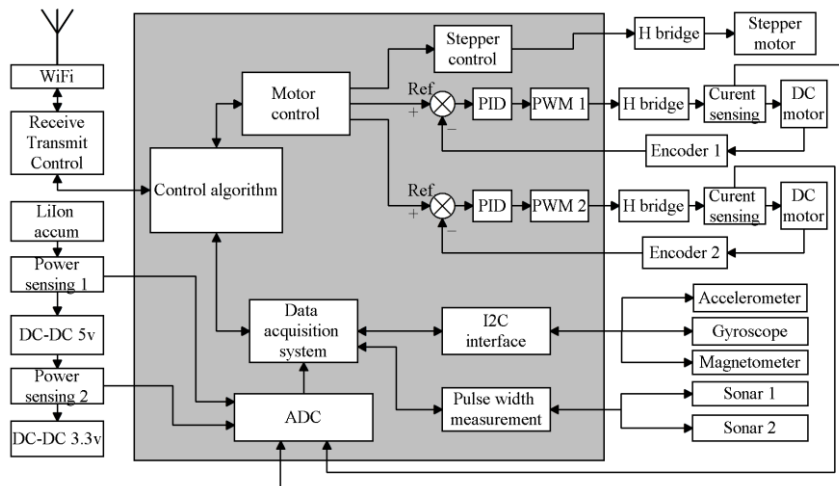 WiFi
Receive
Transmit
Control
LiIon
accum
Power
sensing 1
DC-DC 5v
Power
sensing 2
DC-DC 3.3v
Motor
control
Control algorithm
Data
acquisition
system
ADC
Stepper
control
H bridge
Stepper
motor
Ref
+
−
PID
PWM 1
H bridge
Curent
sensing
DC
motor
Encoder 1
Ref
+
−
PID
PWM 2
H bridge
Curent
sensing
DC
motor
Encoder 2
I2C
interface
Accelerometer
Gyroscope
Magnetometer
Pulse width
measurement
Sonar 1
Sonar 2